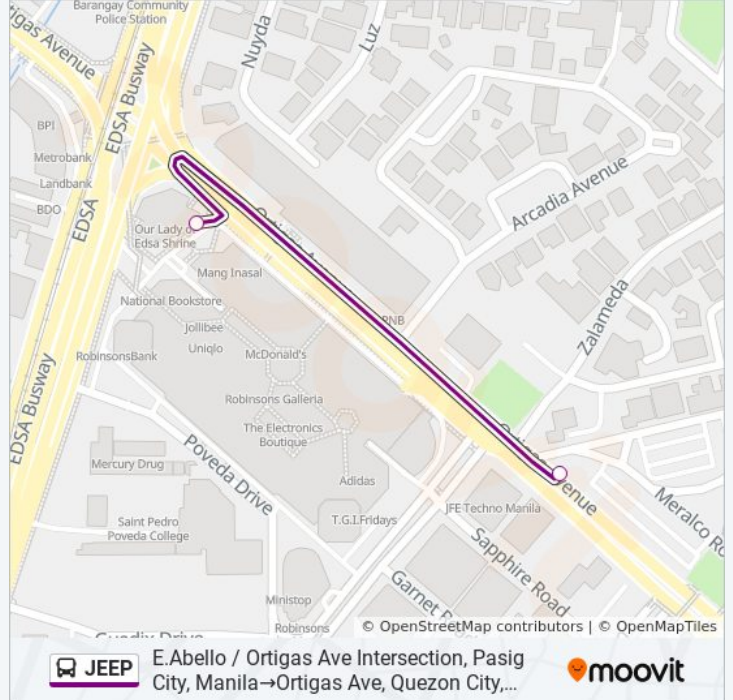 Barangay Community
Police Station
Nuyda
Luz
EDSA Busway
BPI
Metrobank
Landbank
BDO
EDSA
Arcadia Avenue
Our Lady of
Edsa Shrine
Mang Inasal
National Bookstore
Zalameda
Jollibee
PNB
Uniqlo
RobinsonsBank
McDonald's
EDSA Busway
Robinsons Galleria
The Electronics
Boutique
Poveda Drive
Mercury Drug
Adidas
Meralco
JFE Techno Manila
Saint Pedro
Poveda College
T.G.I.Fridays
Sapphire Road
Garnet
Ministop
Robinsons
© OpenStreetMap contributors | © OpenMapTiles
JEEP
E.Abello / Ortigas Ave Intersection, Pasig
City, Manila→Ortigas Ave, Quezon City,...
moovit